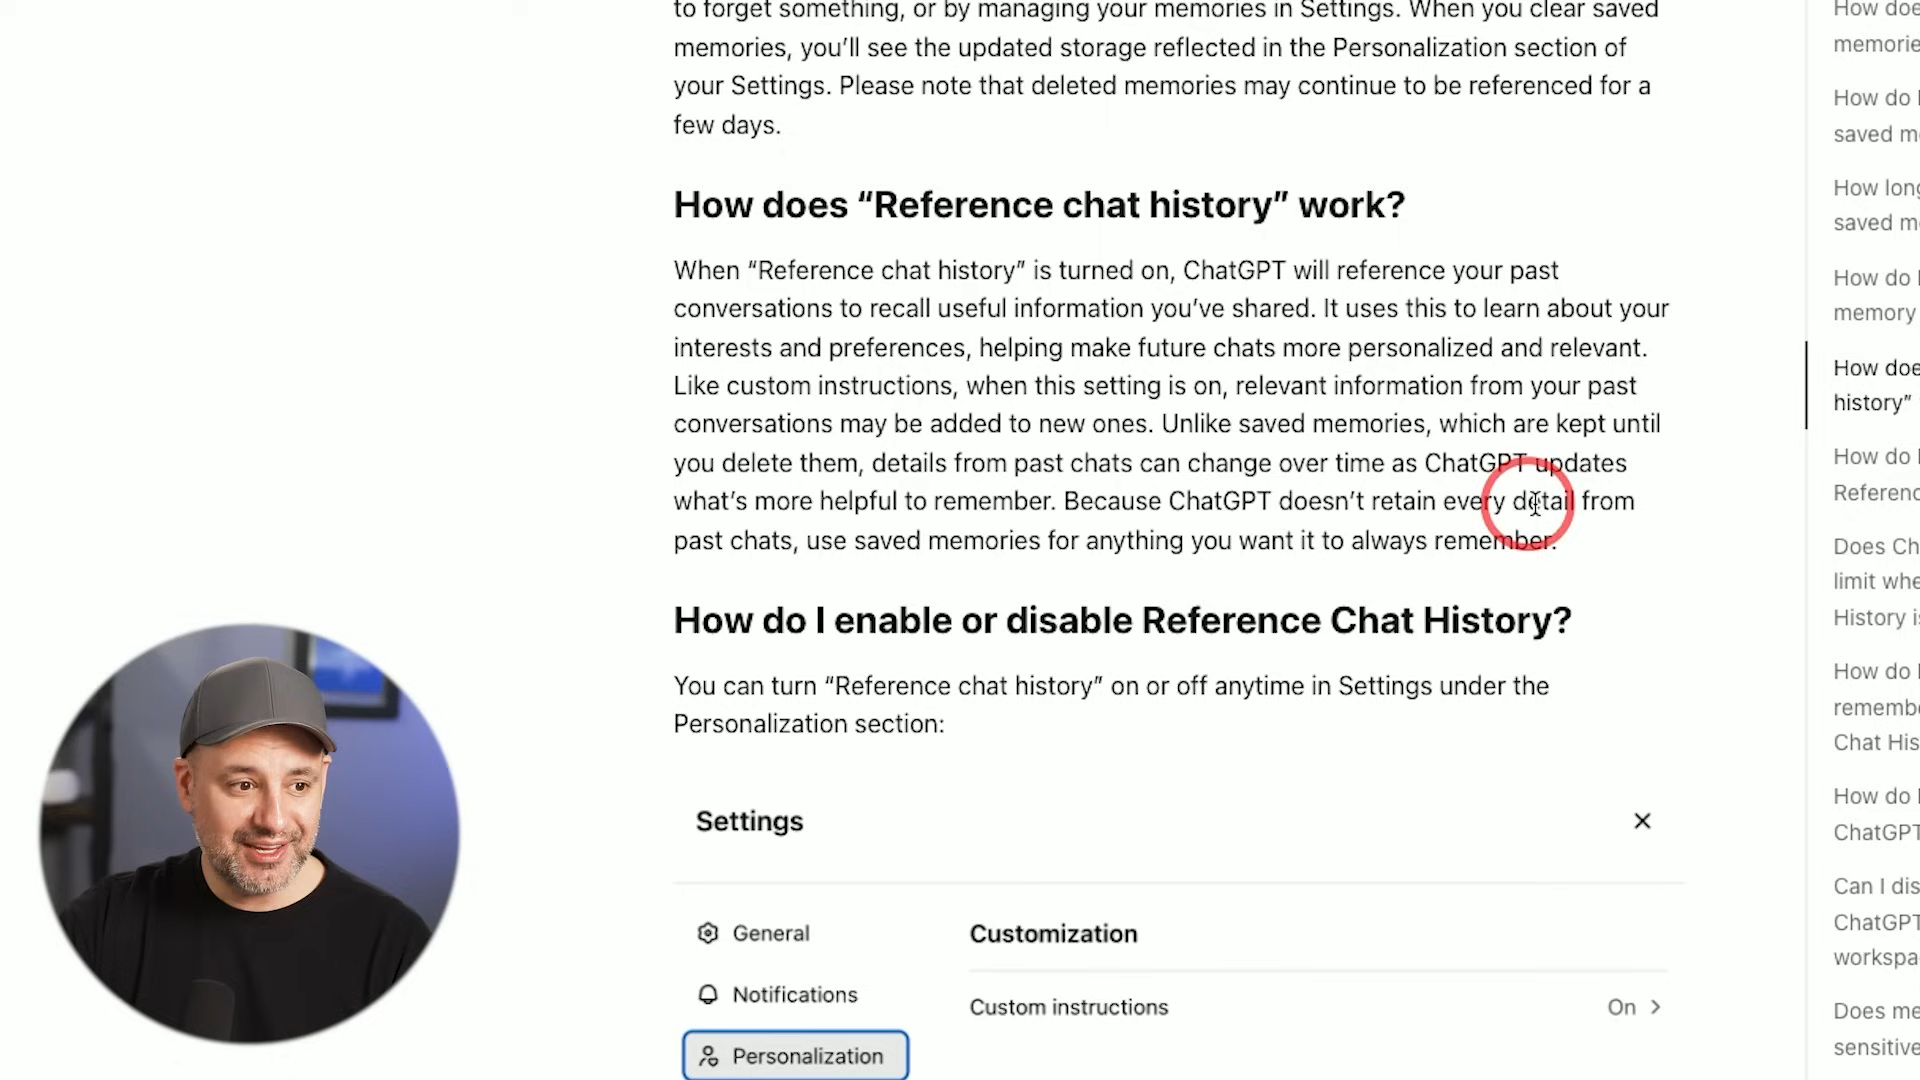 to forget something, or by managing your memories in Settings. When you clear saved
memories, you'll see the updated storage reflected in the Personalization section of
your Settings. Please note that deleted memories may continue to be referenced for a
few days.
How does “Reference chat history” work?
When “Reference chat history” is turned on, ChatGPT will reference your past
conversations to recall useful information you've shared. It uses this to learn about your
interests and preferences, helping make future chats more personalized and relevant.
Like custom instructions, when this setting is on, relevant information from your past
conversations may be added to new ones. Unlike saved memories, which are kept until
you delete them, details from past chats can change over time as ChatGPT updates
what's more helpful to remember. Because ChatGPT doesn't retain every detail from
past chats, use saved memories for anything you want it to always remember.
How do I enable or disable Reference Chat History?
You can turn “Reference chat history” on or off anytime in Settings under the
Personalization section:
Settings
General
Notifications
Personalization
Customization
Custom instructions On
How doe
memorie
How do
saved m
How long
saved m
How do
memory
How doe
history”
How do
Referenc
Does Ch
limit whe
History is
How do
rememb
Chat His
How do
ChatGPT
Can I dis
ChatGPT
workspa
Does me
sensitive